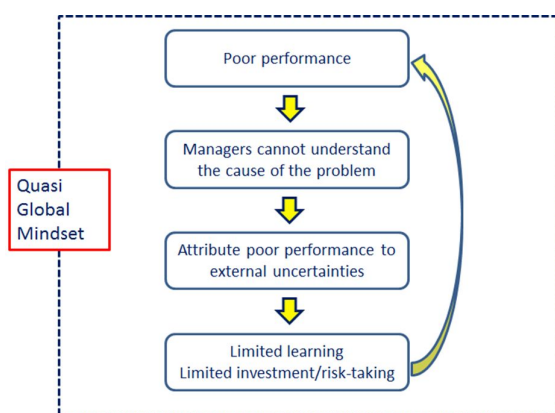 Poor performance
Managers cannot understand
the cause of the problem
Quasi
Global
Mindset
Attribute poor performance to
external uncertainties
Limited learning
Limited investment/risk-taking